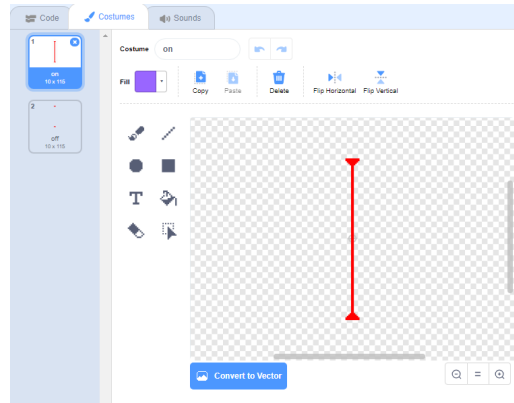 Code
Costumes
Sounds
1
on
10 x 115
2
off
10 x 115
Costume
on
Fill
Copy
Paste
Delete
Flip Horizontal
Flip Vertical
T
Convert to Vector
=